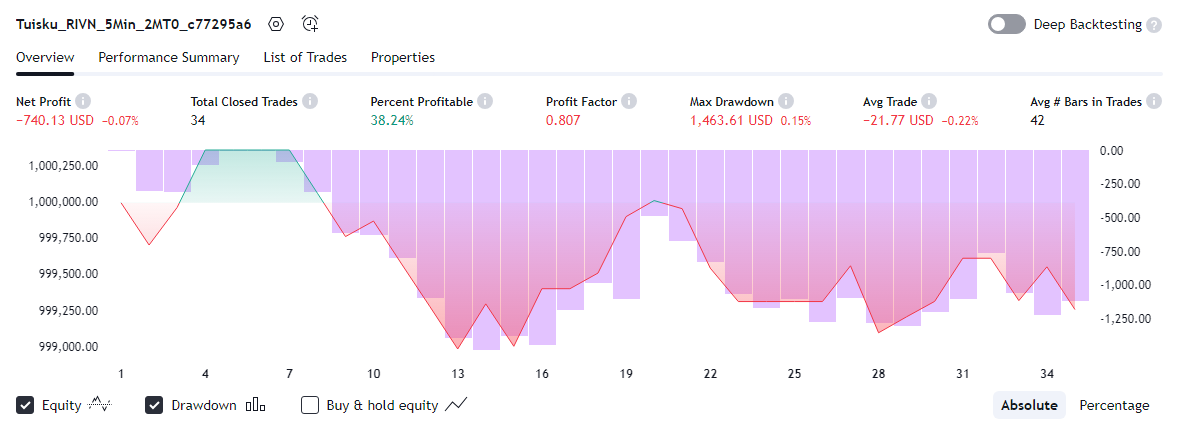 Tuisku_RIVN_5Min_2MT0_c77295a6 Deep Backtesting ?
Overview Performance Summary List of Trades Properties
Net Profit i Total Closed Trades i Percent Profitable i Profit Factor i Max Drawdown i Avg Trade i Avg # Bars in Trades i
−740.13 USD −0.07% 34 38.24% 0.807 1,463.61 USD 0.15% −21.77 USD −0.22% 42
1,000,250.00 0.00
1,000,000.00 -250.00
999,750.00 -500.00
999,500.00 -750.00
999,250.00 -1,000.00
999,000.00 -1,250.00
1 4 7 10 13 16 19 22 25 28 31 34
Equity Drawdown Buy & hold equity Absolute Percentage